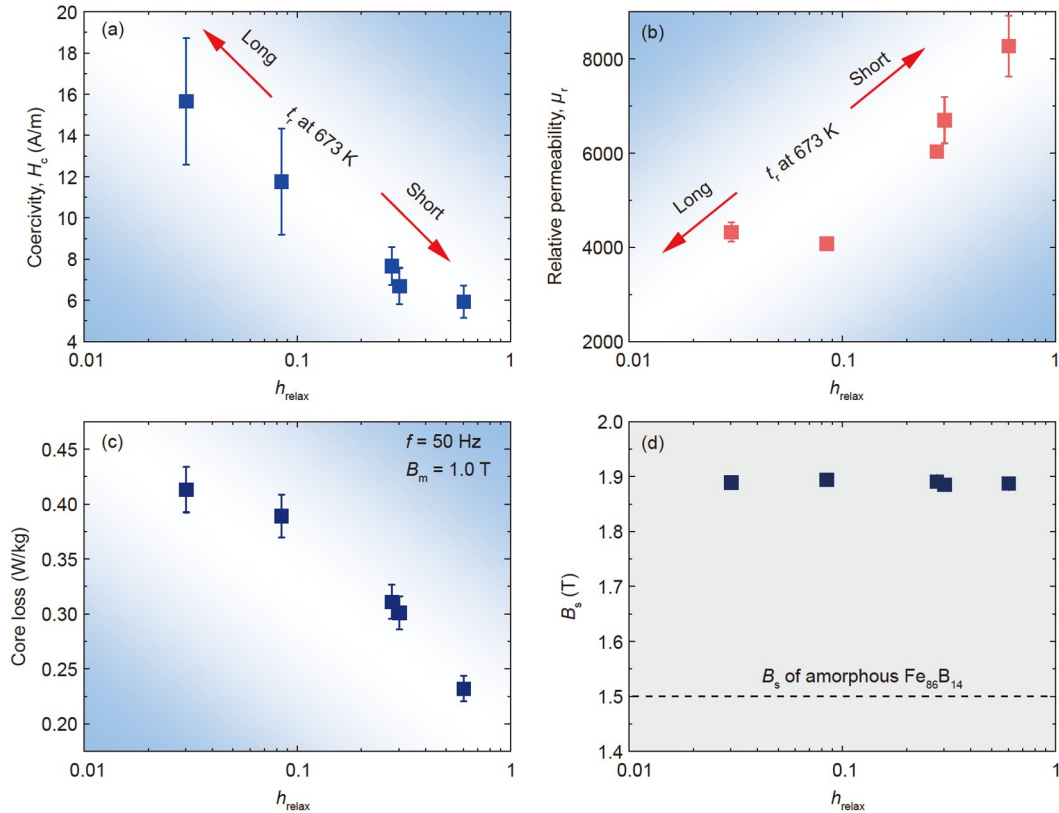 (a)
Coercivity, H_c (A/m)
20
18
16
14
12
10
8
6
4
Long
t_r at 673 K
Short
0.01
0.1
1
h_relax
(b)
Relative permeability, μ_r
8000
6000
4000
2000
Short
t_r at 673 K
Long
0.01
0.1
1
h_relax
(c)
f = 50 Hz
B_m = 1.0 T
Core loss (W/kg)
0.45
0.40
0.35
0.30
0.25
0.20
0.01
0.1
1
h_relax
(d)
B_s (T)
2.0
1.9
1.8
1.7
1.6
1.5
1.4
B_s of amorphous Fe₈₆B₁₄
0.01
0.1
1
h_relax